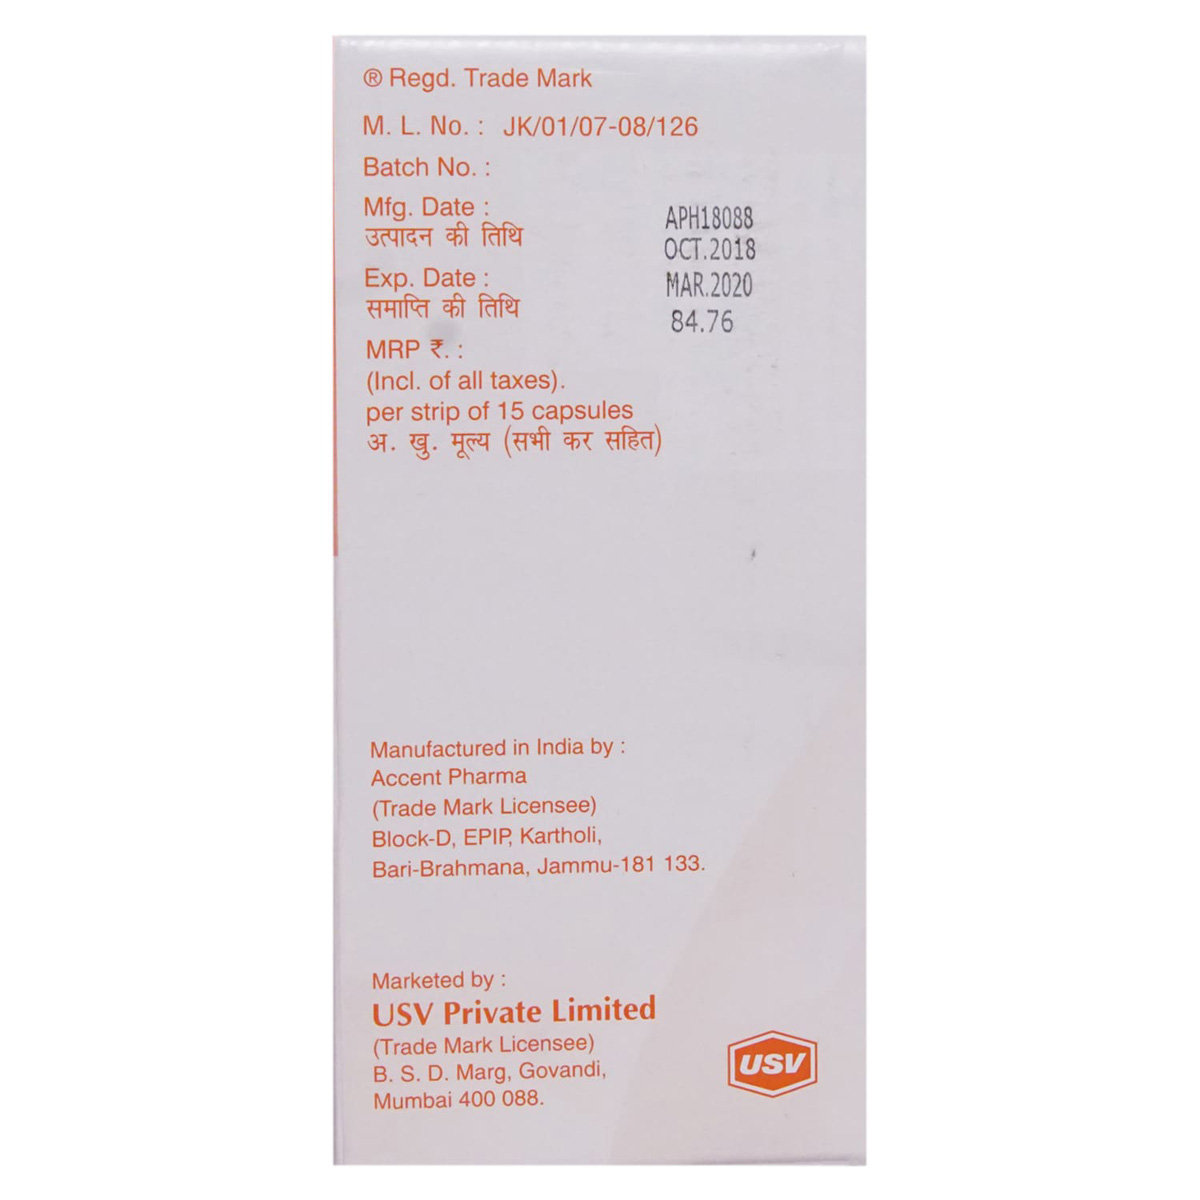 ® Regd. Trade Mark
M. L. No. : JK/01/07-08/126
Batch No. :
Mfg. Date : APH18088
उत्पादन की तिथि OCT.2018
Exp. Date : MAR.2020
समाप्ति की तिथि 84.76
MRP ₹. :
(Incl. of all taxes).
per strip of 15 capsules
अ. खु. मूल्य (सभी कर सहित)
Manufactured in India by :
Accent Pharma
(Trade Mark Licensee)
Block-D, EPIP, Kartholi,
Bari-Brahmana, Jammu-181 133.
Marketed by :
USV Private Limited
(Trade Mark Licensee)
B. S. D. Marg, Govandi,
Mumbai 400 088.
USV